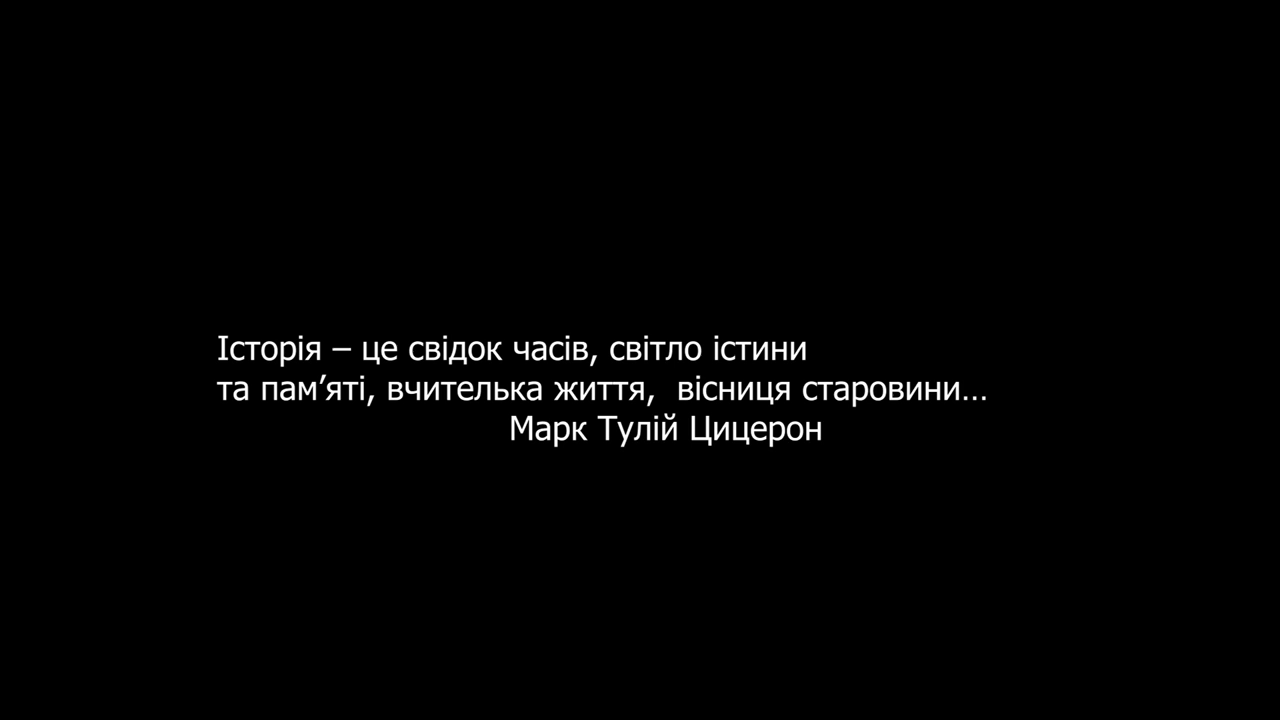 Історія – це свідок часів, світло істини
та пам’яті, вчителька життя,  вісниця старовини…
Марк Тулій Цицерон